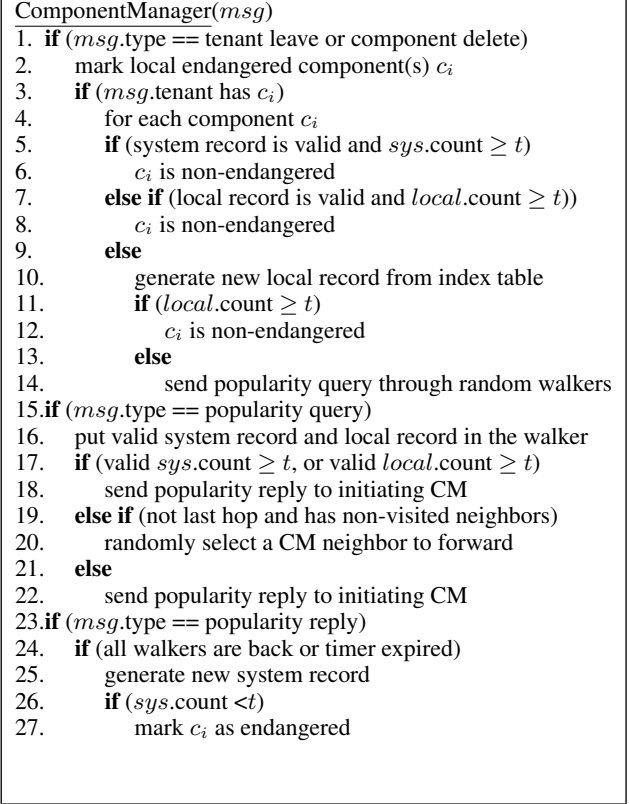 ComponentManager(msg)
1. if (msg.type == tenant leave or component delete)
2. mark local endangered component(s) c_i
3. if (msg.tenant has c_i)
4. for each component c_i
5. if (system record is valid and sys.count ≥ t)
6. c_i is non-endangered
7. else if (local record is valid and local.count ≥ t))
8. c_i is non-endangered
9. else
10. generate new local record from index table
11. if (local.count ≥ t)
12. c_i is non-endangered
13. else
14. send popularity query through random walkers
15.if (msg.type == popularity query)
16. put valid system record and local record in the walker
17. if (valid sys.count ≥ t, or valid local.count ≥ t)
18. send popularity reply to initiating CM
19. else if (not last hop and has non-visited neighbors)
20. randomly select a CM neighbor to forward
21. else
22. send popularity reply to initiating CM
23.if (msg.type == popularity reply)
24. if (all walkers are back or timer expired)
25. generate new system record
26. if (sys.count <t)
27. mark c_i as endangered